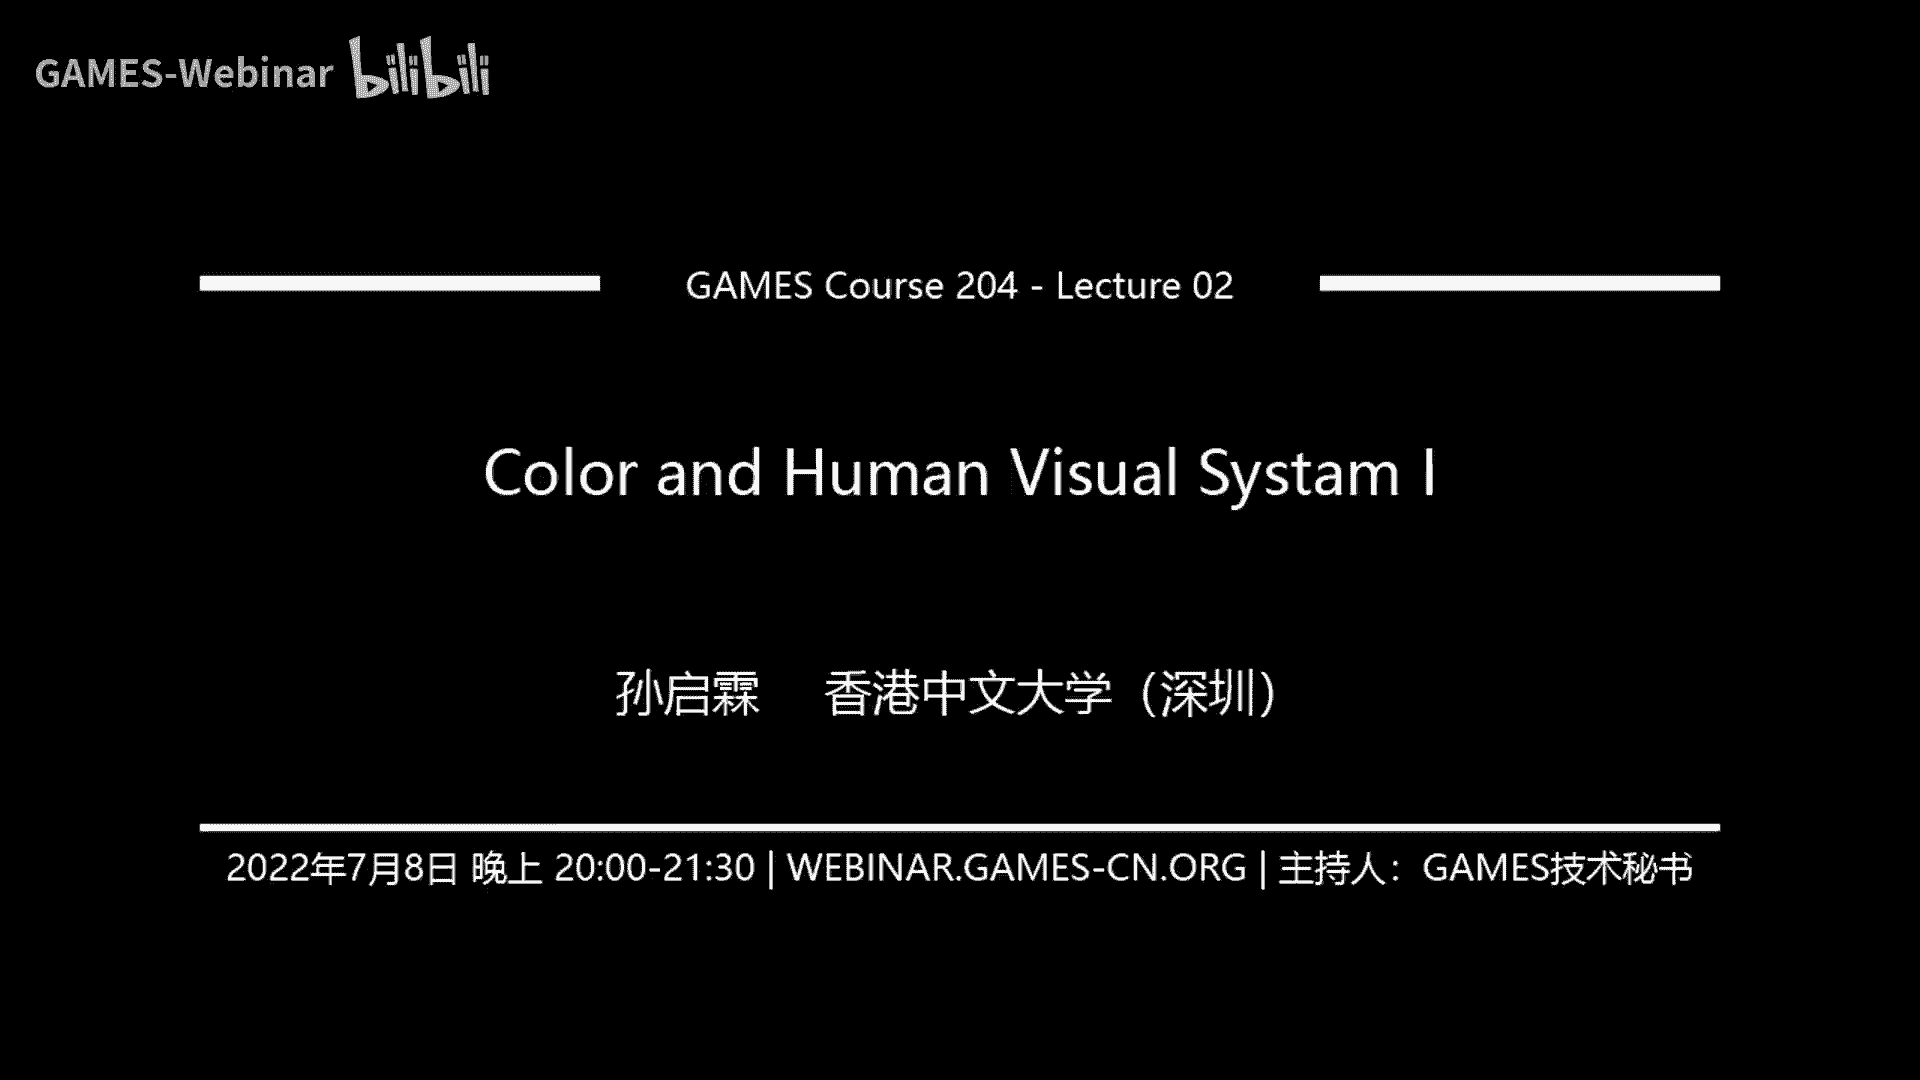 GAMES-Webinar bilibili
GAMES Course 204 - Lecture 02
Color and Human Visual Systam I
孙启霖 香港中文大学（深圳）
2022年7月8日 晚上 20:00-21:30 | WEBINAR.GAMES-CN.ORG | 主持人：GAMES技术秘书